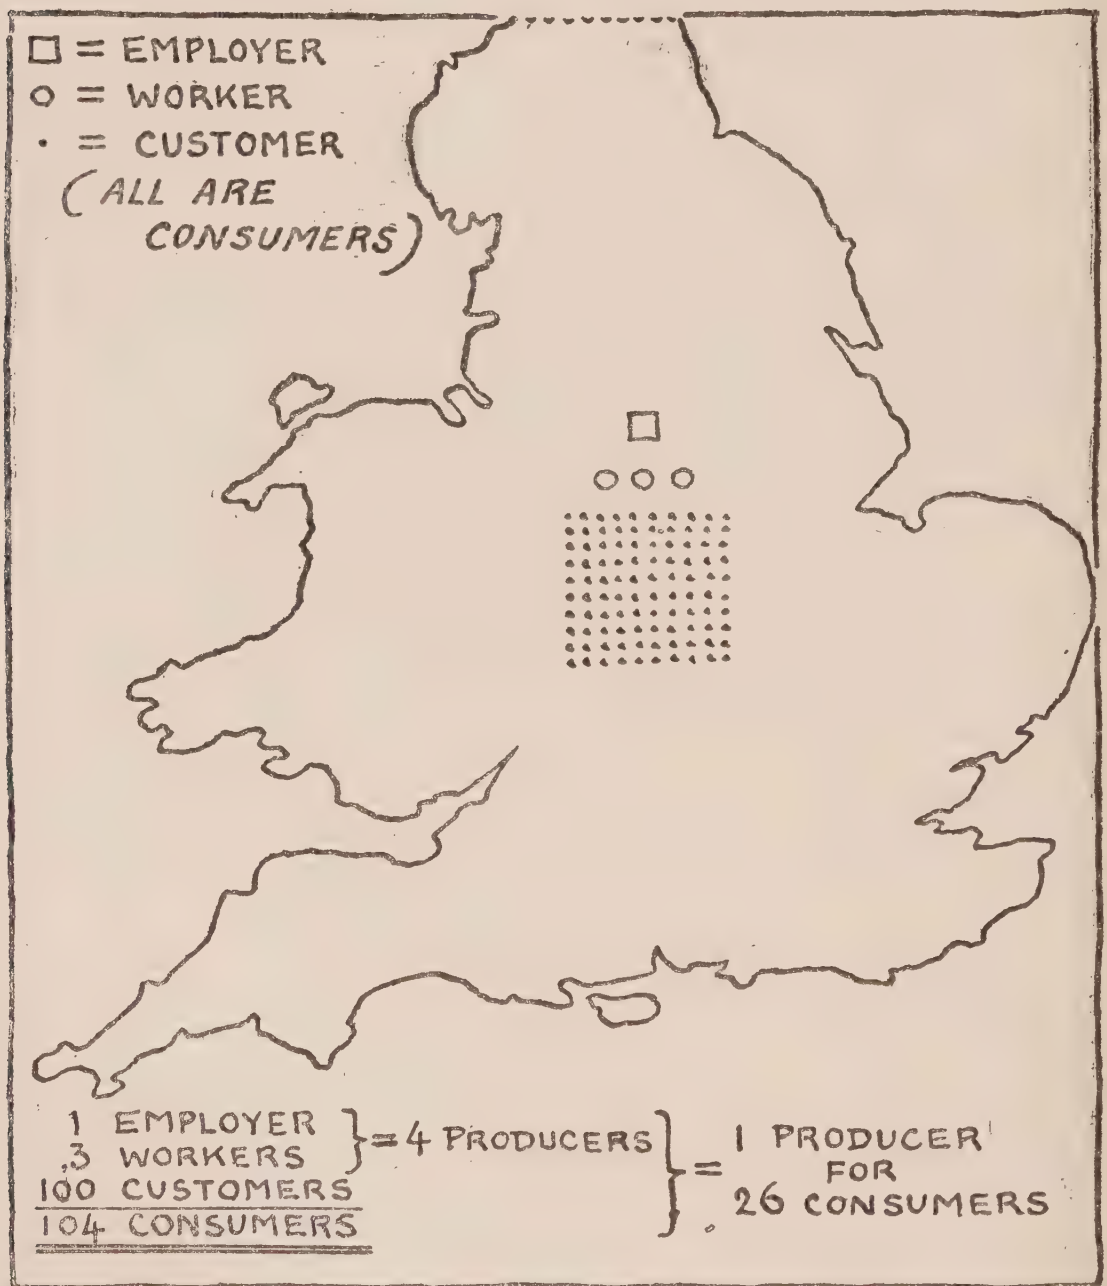 □ = EMPLOYER
○ = WORKER
· = CUSTOMER
(ALL ARE
CONSUMERS)
1 EMPLOYER
3 WORKERS
} = 4 PRODUCERS
100 CUSTOMERS
104 CONSUMERS
} = 1 PRODUCER
FOR
26 CONSUMERS